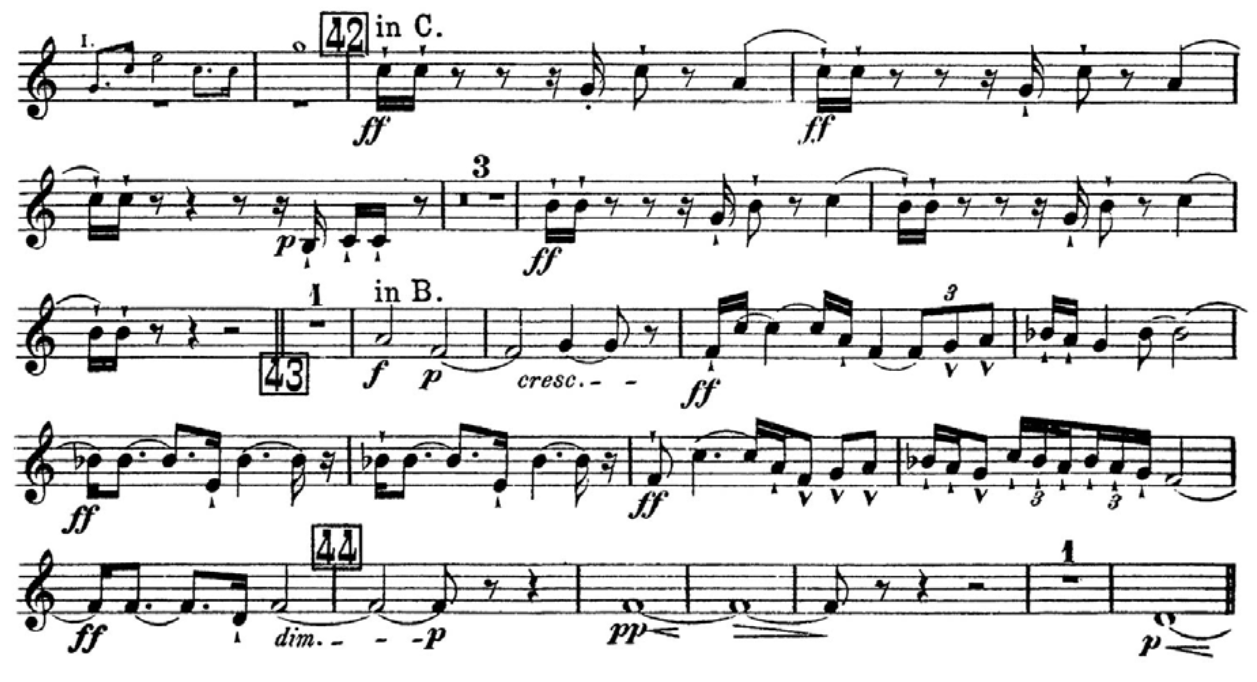 I. 42 in C.
ff ff
3
p ff
1 in B. 3
43 f p cresc. - - ff
ff ff 3 3
44 1
ff dim. - - - p pp p